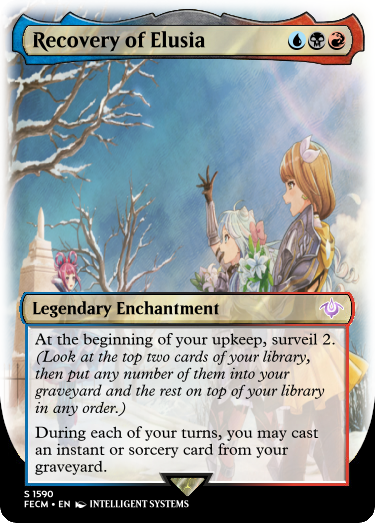 Recovery of Elusia
Legendary Enchantment
At the beginning of your upkeep, surveil 2.
(Look at the top two cards of your library,
then put any number of them into your
graveyard and the rest on top of your library
in any order.)
During each of your turns, you may cast
an instant or sorcery card from your
graveyard.
S 1590
FECM • EN INTELLIGENT SYSTEMS